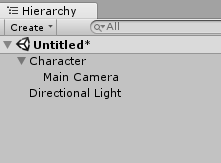 Hierarchy
Create All
Untitled*
Character
Main Camera
Directional Light